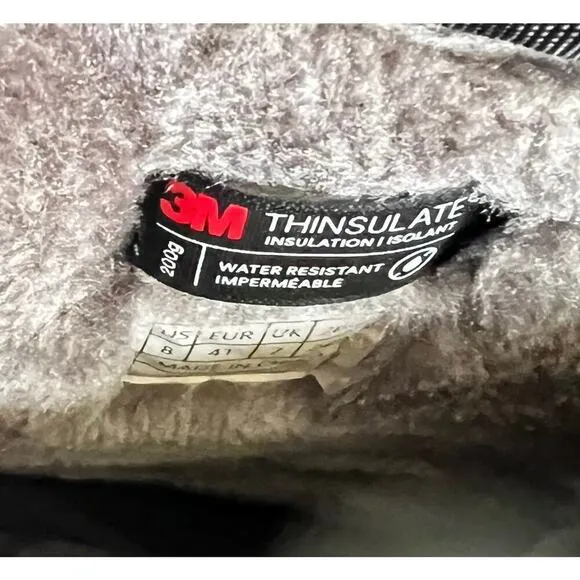 3M THINSULATE
INSULATION / ISOLANT
200g
WATER RESISTANT
IMPERMÉABLE
US EUR UK
8 41 7
MADE IN